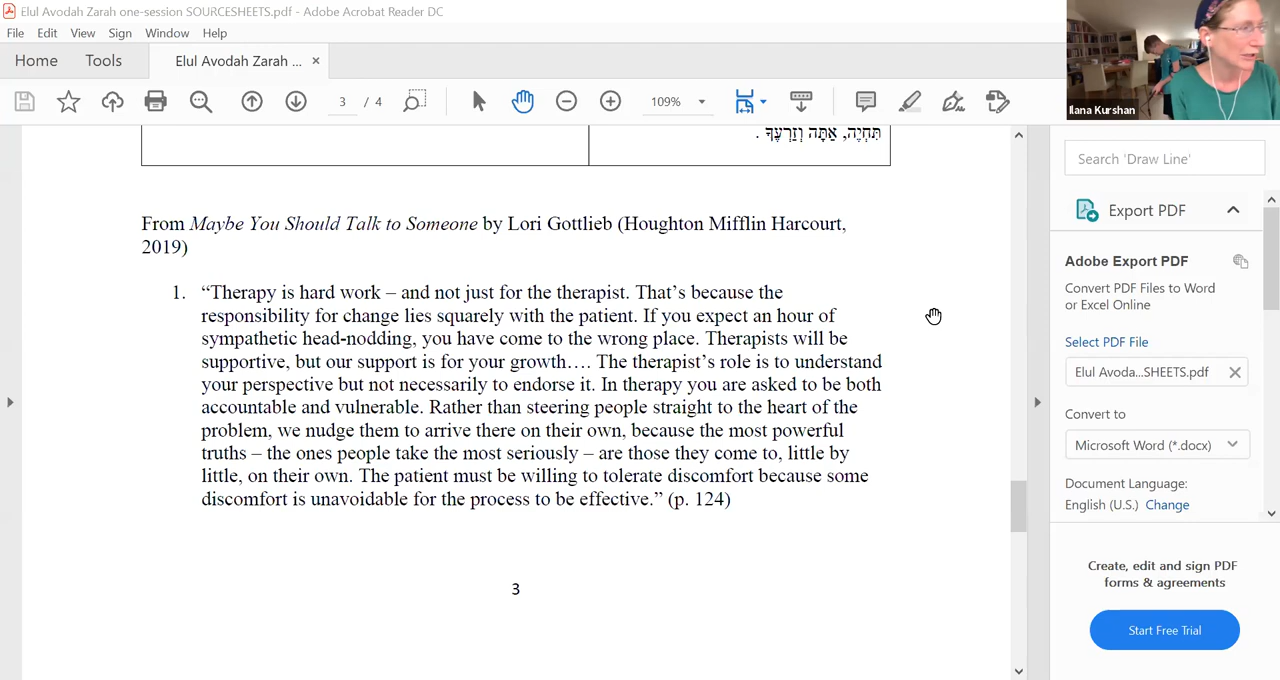 Elul Avodah Zarah one-session SOURCESHEETS.pdf - Adobe Acrobat Reader DC
File Edit View Sign Window Help
Home Tools Elul Avodah Zarah ... ×
3 / 4 109%
Ilana Kurshan
תִּחְיֶה, אַתָּה וְזַרְעֶךָ .
From Maybe You Should Talk to Someone by Lori Gottlieb (Houghton Mifflin Harcourt,
2019)
1. “Therapy is hard work – and not just for the therapist. That’s because the
responsibility for change lies squarely with the patient. If you expect an hour of
sympathetic head-nodding, you have come to the wrong place. Therapists will be
supportive, but our support is for your growth…. The therapist’s role is to understand
your perspective but not necessarily to endorse it. In therapy you are asked to be both
accountable and vulnerable. Rather than steering people straight to the heart of the
problem, we nudge them to arrive there on their own, because the most powerful
truths – the ones people take the most seriously – are those they come to, little by
little, on their own. The patient must be willing to tolerate discomfort because some
discomfort is unavoidable for the process to be effective.” (p. 124)
3
Search 'Draw Line'
Export PDF
Adobe Export PDF
Convert PDF Files to Word
or Excel Online
Select PDF File
Elul Avoda...SHEETS.pdf
Convert to
Microsoft Word (*.docx)
Document Language:
English (U.S.) Change
Create, edit and sign PDF
forms & agreements
Start Free Trial